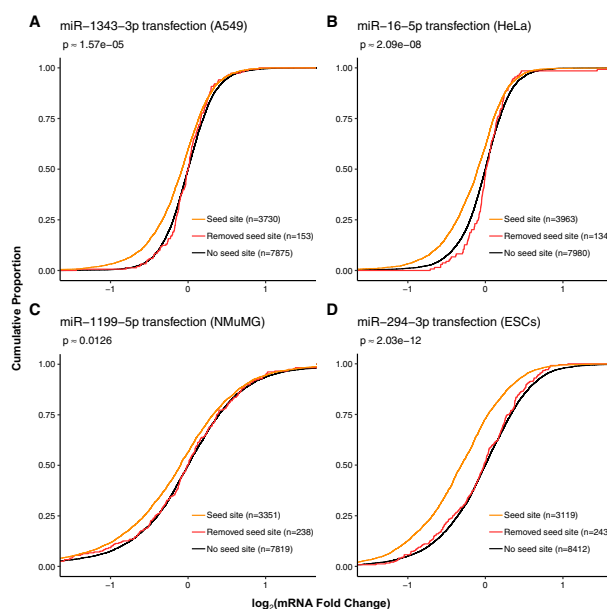 A
miR−1343−3p transfection (A549)
p ≈ 1.57e−05
1.00
0.75
0.50
0.25
0.00
Seed site (n=3730)
Removed seed site (n=153)
No seed site (n=7875)
−1
0
1
B
miR−16−5p transfection (HeLa)
p ≈ 2.09e−08
1.00
0.75
0.50
0.25
0.00
Seed site (n=3963)
Removed seed site (n=134
No seed site (n=7980)
−1
0
1
Cumulative Proportion
C
miR−1199−5p transfection (NMuMG)
p ≈ 0.0126
1.00
0.75
0.50
0.25
0.00
Seed site (n=3351)
Removed seed site (n=238)
No seed site (n=7819)
−1
0
1
D
miR−294−3p transfection (ESCs)
p ≈ 2.03e−12
1.00
0.75
0.50
0.25
0.00
Seed site (n=3119)
Removed seed site (n=243
No seed site (n=8412)
−1
0
1
log2(mRNA Fold Change)